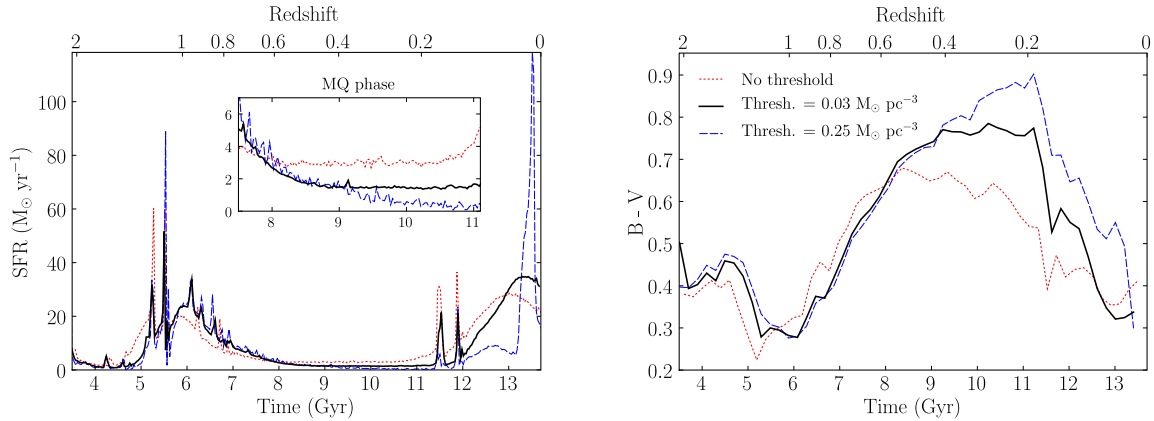 Redshift
2 1 0.8 0.6 0.4 0.2 0
SFR (M⊙ yr⁻¹)
100
80
60
40
20
0
MQ phase
6
4
2
0
8 9 10 11
4 5 6 7 8 9 10 11 12 13
Time (Gyr)
Redshift
2 1 0.8 0.6 0.4 0.2 0
B - V
0.9
0.8
0.7
0.6
0.5
0.4
0.3
0.2
No threshold
Thresh. = 0.03 M⊙ pc⁻³
Thresh. = 0.25 M⊙ pc⁻³
4 5 6 7 8 9 10 11 12 13
Time (Gyr)